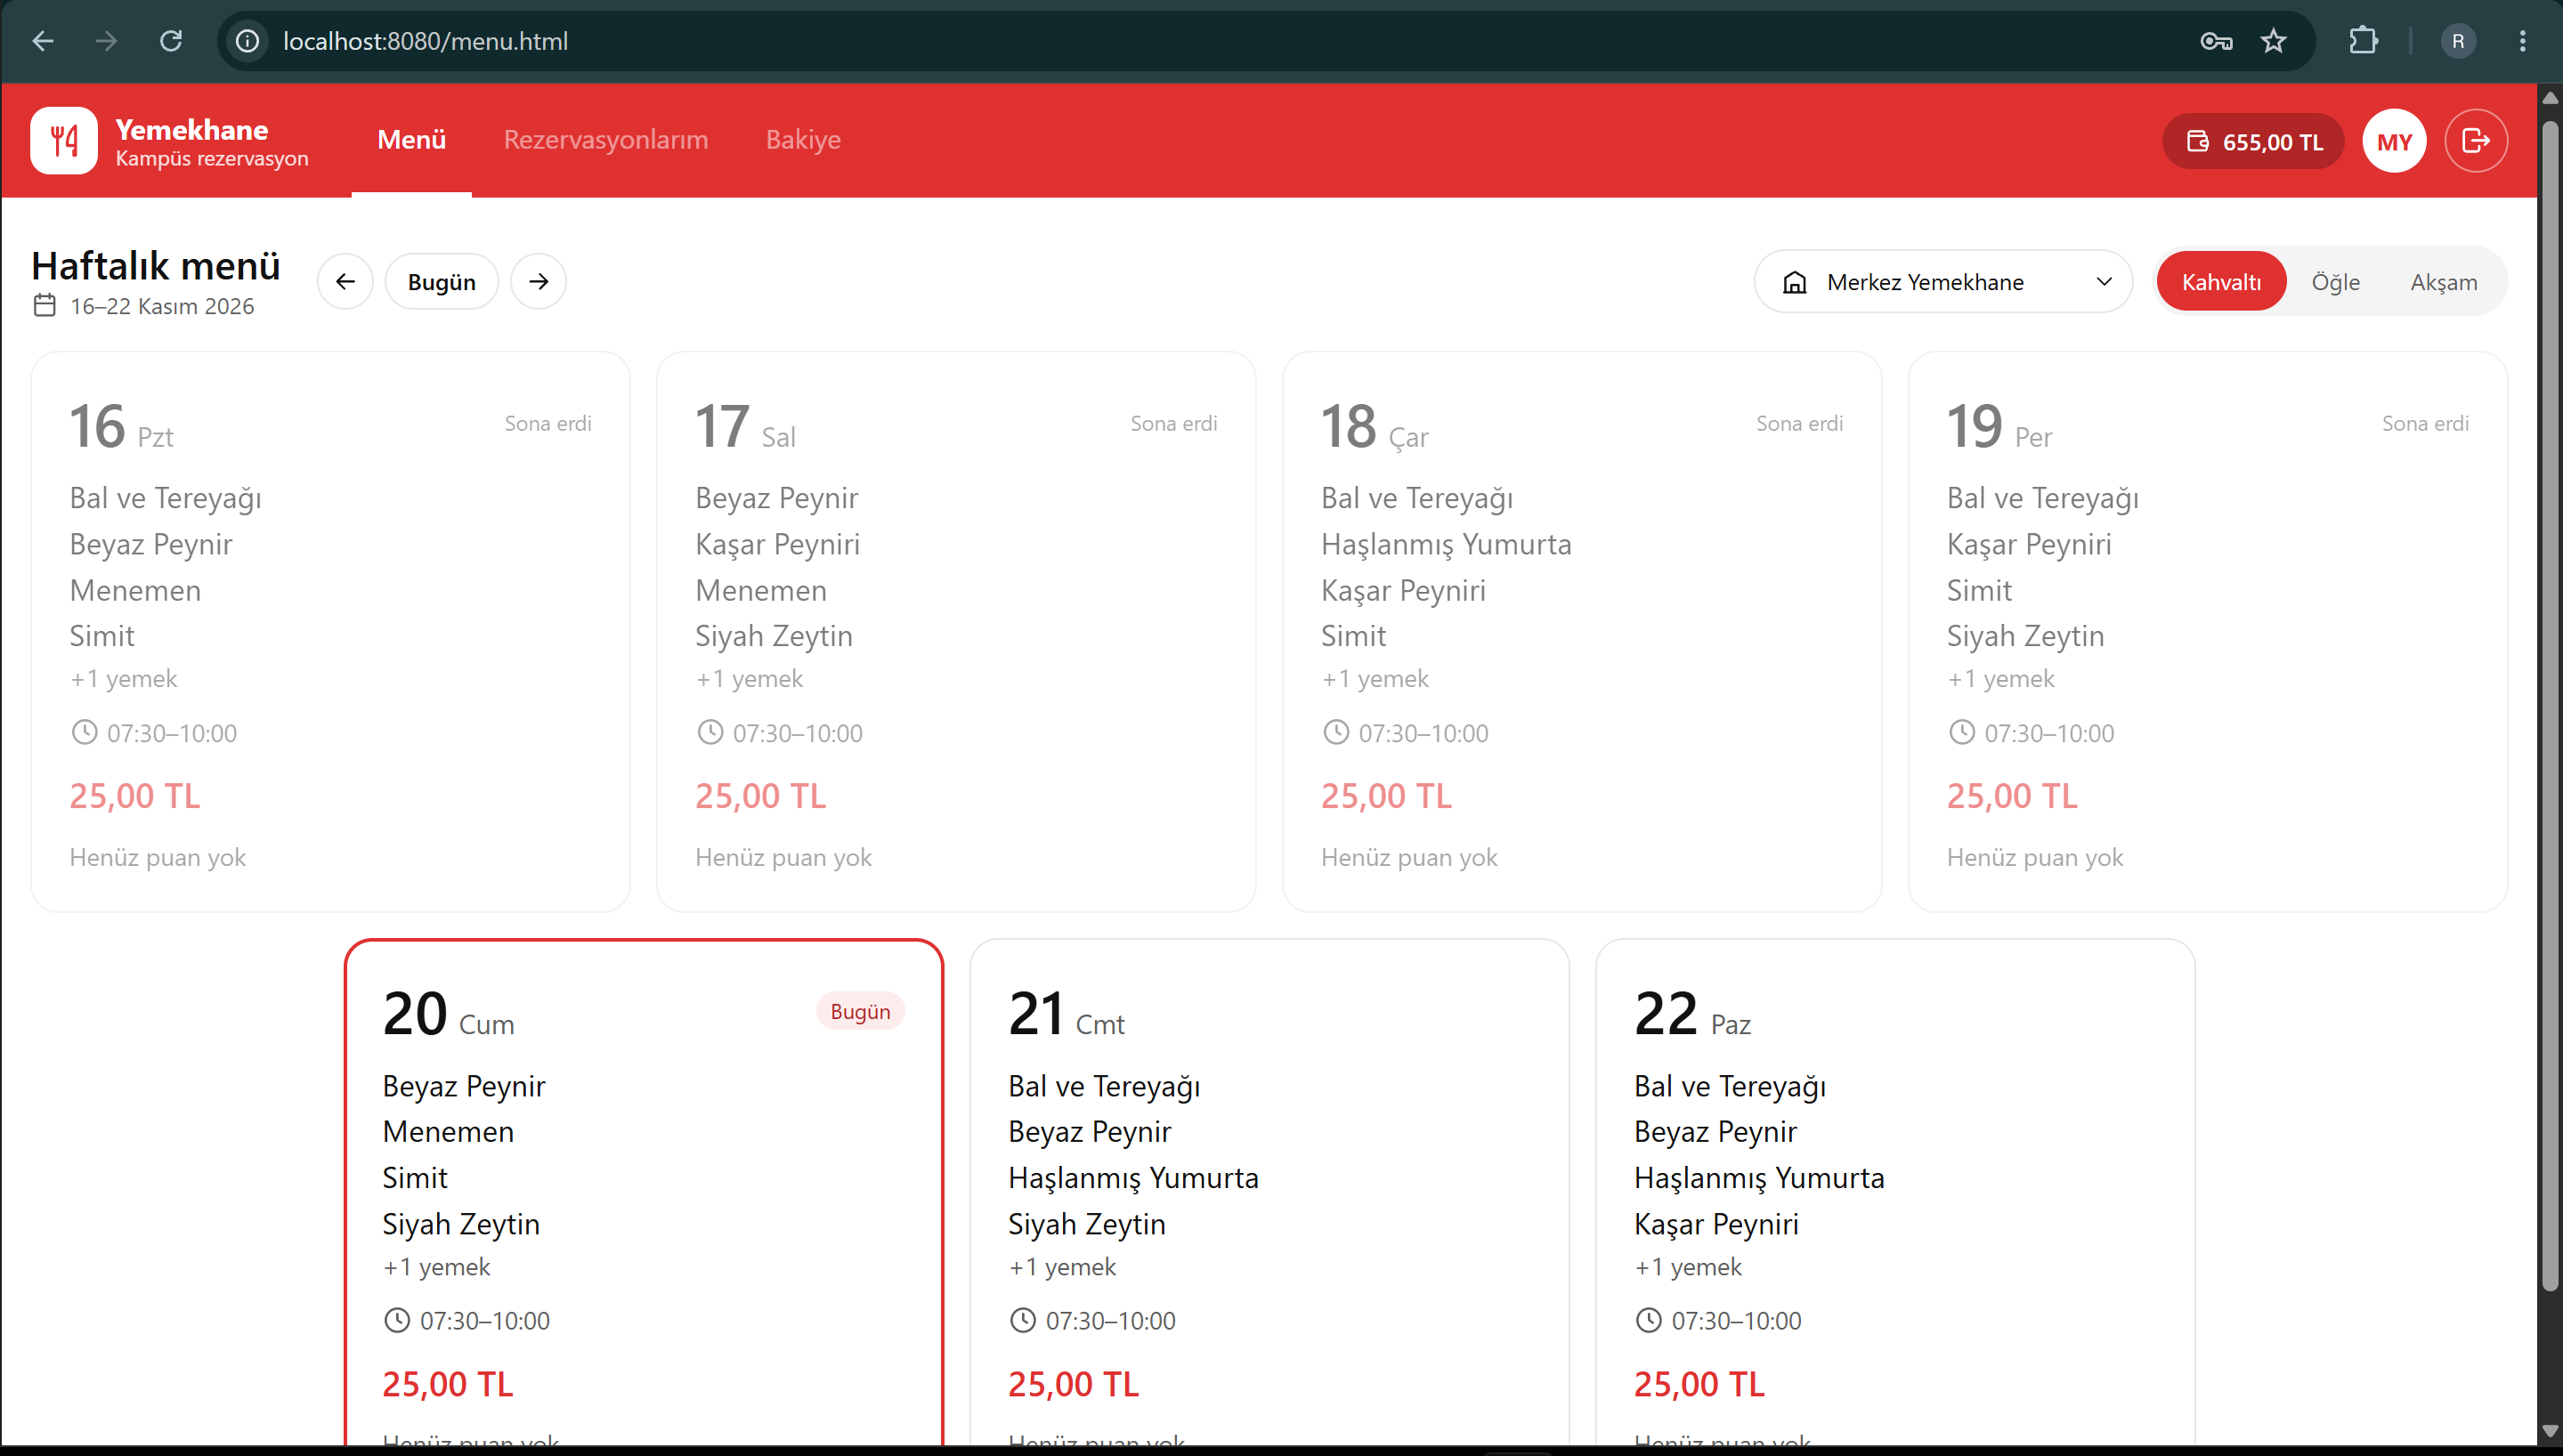 localhost:8080/menu.html
R
Yemekhane
Kampüs rezervasyon
Menü
Rezervasyonlarım
Bakiye
655,00 TL
MY
Haftalık menü
16–22 Kasım 2026
Bugün
Merkez Yemekhane
Kahvaltı
Öğle
Akşam
16 Pzt
Sona erdi
Bal ve Tereyağı
Beyaz Peynir
Menemen
Simit
+1 yemek
07:30–10:00
25,00 TL
Henüz puan yok
17 Sal
Sona erdi
Beyaz Peynir
Kaşar Peyniri
Menemen
Siyah Zeytin
+1 yemek
07:30–10:00
25,00 TL
Henüz puan yok
18 Çar
Sona erdi
Bal ve Tereyağı
Haşlanmış Yumurta
Kaşar Peyniri
Simit
+1 yemek
07:30–10:00
25,00 TL
Henüz puan yok
19 Per
Sona erdi
Bal ve Tereyağı
Kaşar Peyniri
Simit
Siyah Zeytin
+1 yemek
07:30–10:00
25,00 TL
Henüz puan yok
20 Cum
Bugün
Beyaz Peynir
Menemen
Simit
Siyah Zeytin
+1 yemek
07:30–10:00
25,00 TL
Henüz puan yok
21 Cmt
Bal ve Tereyağı
Beyaz Peynir
Haşlanmış Yumurta
Siyah Zeytin
+1 yemek
07:30–10:00
25,00 TL
Henüz puan yok
22 Paz
Bal ve Tereyağı
Beyaz Peynir
Haşlanmış Yumurta
Kaşar Peyniri
+1 yemek
07:30–10:00
25,00 TL
Henüz puan yok